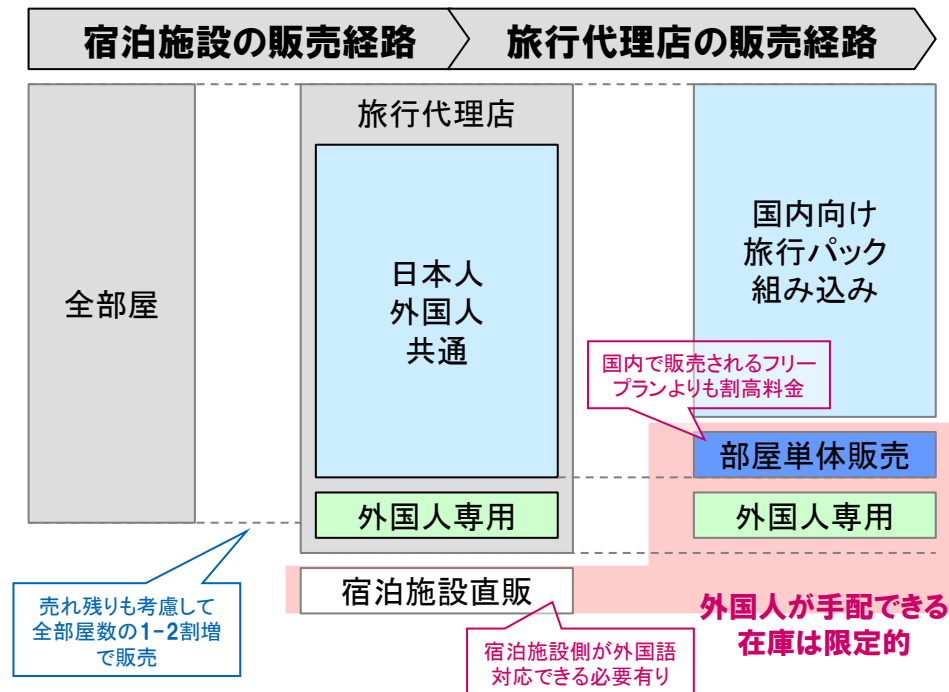 宿泊施設の販売経路
旅行代理店の販売経路
全部屋
旅行代理店
日本人
外国人
共通
外国人専用
宿泊施設直販
国内向け
旅行パック
組み込み
国内で販売されるフリー
プランよりも割高料金
部屋単体販売
外国人専用
売れ残りも考慮して
全部屋数の1-2割増
で販売
宿泊施設側が外国語
対応できる必要有り
外国人が手配できる
在庫は限定的